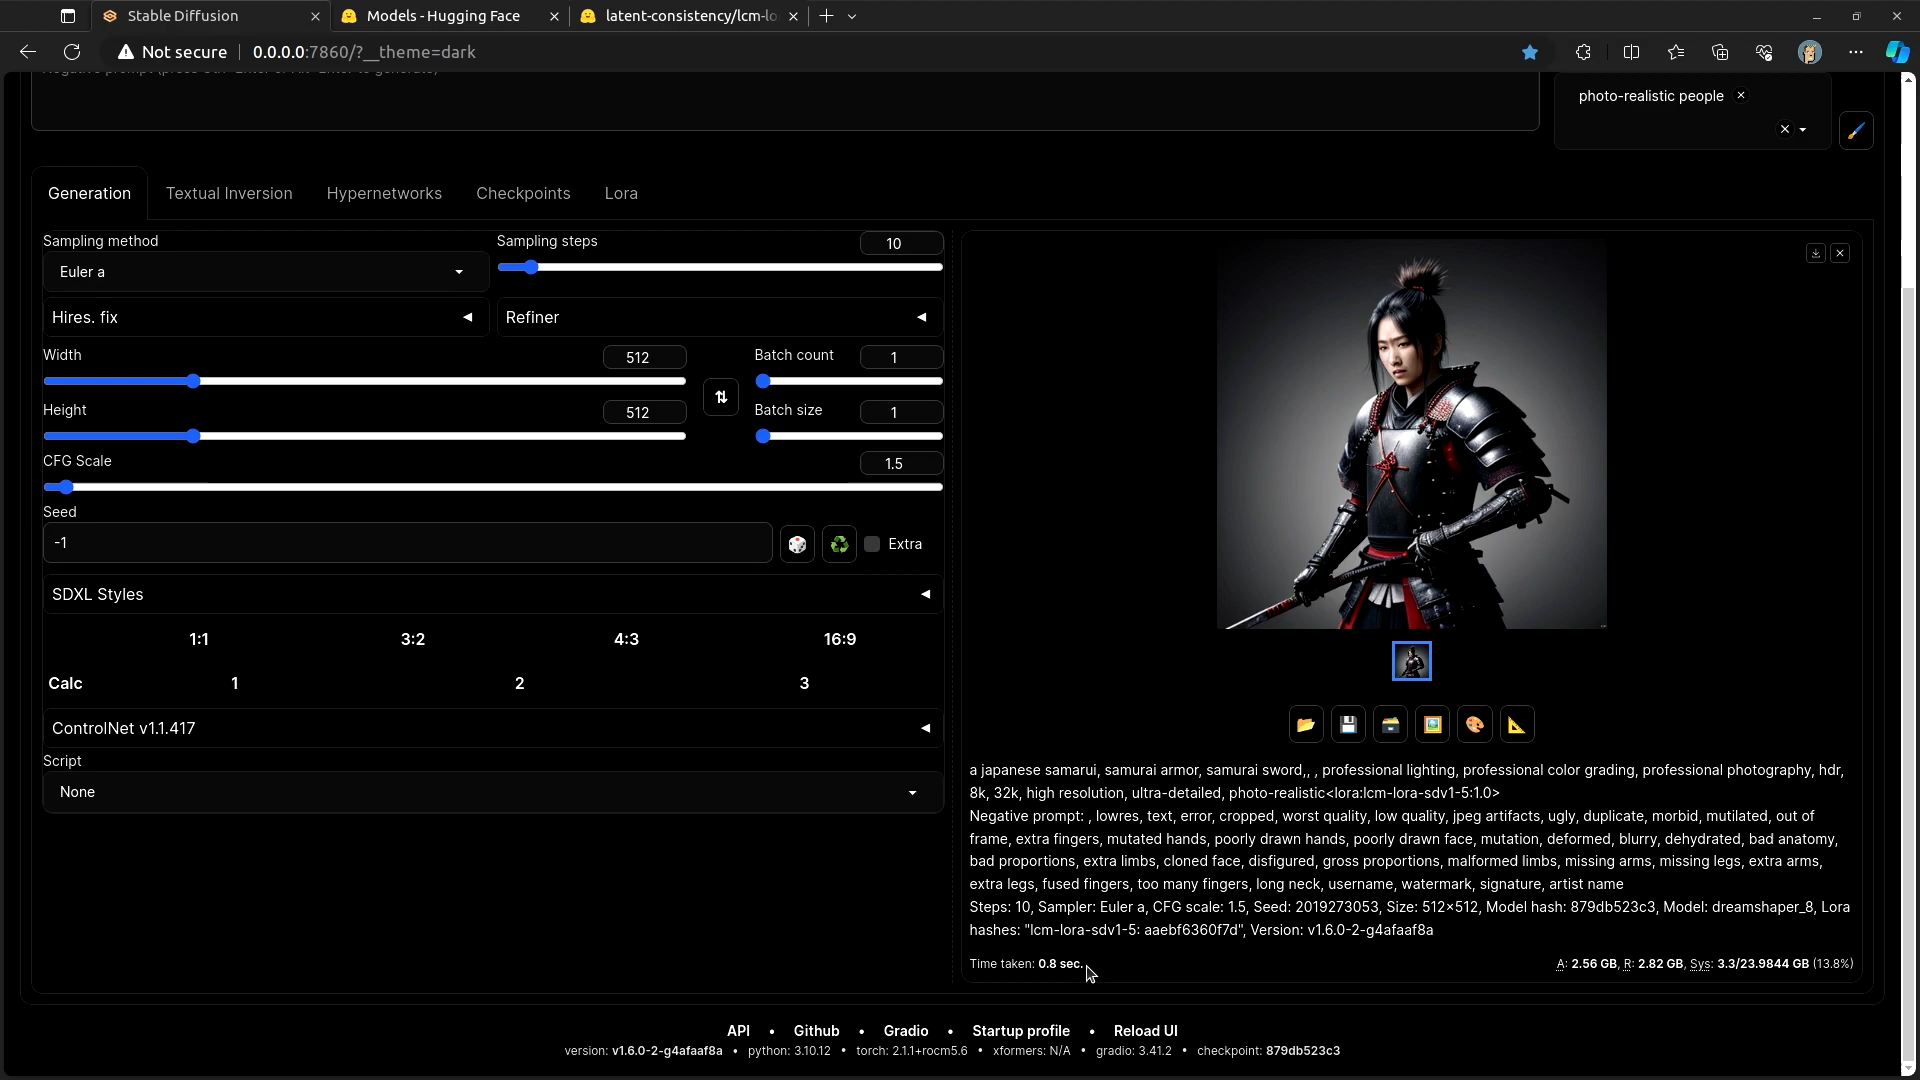 Stable Diffusion
Models - Hugging Face
latent-consistency/lcm-lo
Not secure
0.0.0.0:7860/?__theme=dark
Negative prompt (press Ctrl+Enter or Alt+Enter to generate)
photo-realistic people
Generation
Textual Inversion
Hypernetworks
Checkpoints
Lora
Sampling method
Euler a
Sampling steps
10
Hires. fix
Refiner
Width
512
Batch count
1
Height
512
Batch size
1
CFG Scale
1.5
Seed
-1
Extra
SDXL Styles
1:1
3:2
4:3
16:9
Calc
1
2
3
ControlNet v1.1.417
Script
None
a japanese samarui, samurai armor, samurai sword,, , professional lighting, professional color grading, professional photography, hdr,
8k, 32k, high resolution, ultra-detailed, photo-realistic<lora:lcm-lora-sdv1-5:1.0>
Negative prompt: , lowres, text, error, cropped, worst quality, low quality, jpeg artifacts, ugly, duplicate, morbid, mutilated, out of
frame, extra fingers, mutated hands, poorly drawn hands, poorly drawn face, mutation, deformed, blurry, dehydrated, bad anatomy,
bad proportions, extra limbs, cloned face, disfigured, gross proportions, malformed limbs, missing arms, missing legs, extra arms,
extra legs, fused fingers, too many fingers, long neck, username, watermark, signature, artist name
Steps: 10, Sampler: Euler a, CFG scale: 1.5, Seed: 2019273053, Size: 512×512, Model hash: 879db523c3, Model: dreamshaper_8, Lora
hashes: "lcm-lora-sdv1-5: aaebf6360f7d", Version: v1.6.0-2-g4afaaf8a
Time taken: 0.8 sec.
A: 2.56 GB, R: 2.82 GB, Sys: 3.3/23.9844 GB (13.8%)
API • Github • Gradio • Startup profile • Reload UI
version: v1.6.0-2-g4afaaf8a • python: 3.10.12 • torch: 2.1.1+rocm5.6 • xformers: N/A • gradio: 3.41.2 • checkpoint: 879db523c3